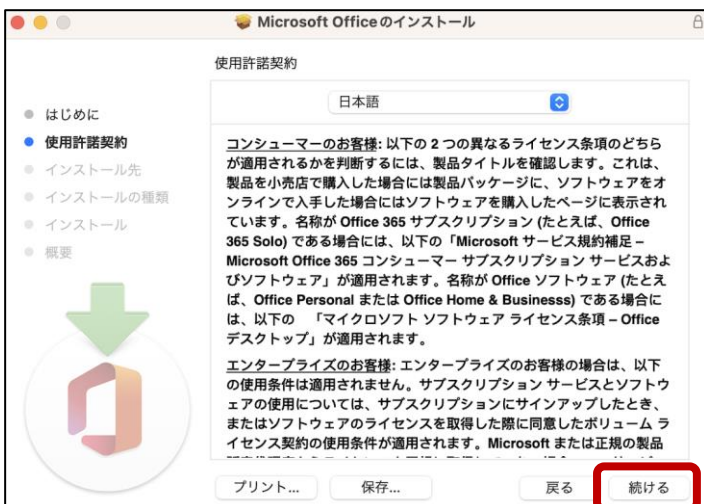 Microsoft Officeのインストール
使用許諾契約
はじめに
使用許諾契約
インストール先
インストールの種類
インストール
概要
日本語
コンシューマーのお客様: 以下の 2 つの異なるライセンス条項のどちら
が適用されるかを判断するには、製品タイトルを確認します。これは、
製品を小売店で購入した場合には製品パッケージに、ソフトウェアをオ
ンラインで入手した場合にはソフトウェアを購入したページに表示され
ています。名称が Office 365 サブスクリプション (たとえば、Office
365 Solo) である場合には、以下の「Microsoft サービス規約補足 –
Microsoft Office 365 コンシューマー サブスクリプション サービスおよ
びソフトウェア」が適用されます。名称が Office ソフトウェア (たとえ
ば、Office Personal または Office Home & Businesss) である場合に
は、以下の 「マイクロソフト ソフトウェア ライセンス条項 – Office
デスクトップ」が適用されます。
エンタープライズのお客様: エンタープライズのお客様の場合は、以下
の使用条件は適用されません。サブスクリプション サービスとソフトウ
ェアの使用については、サブスクリプションにサインアップしたとき、
またはソフトウェアのライセンスを取得した際に同意したボリューム ラ
イセンス契約の使用条件が適用されます。Microsoft または正規の製品
プリント...
保存...
戻る
続ける